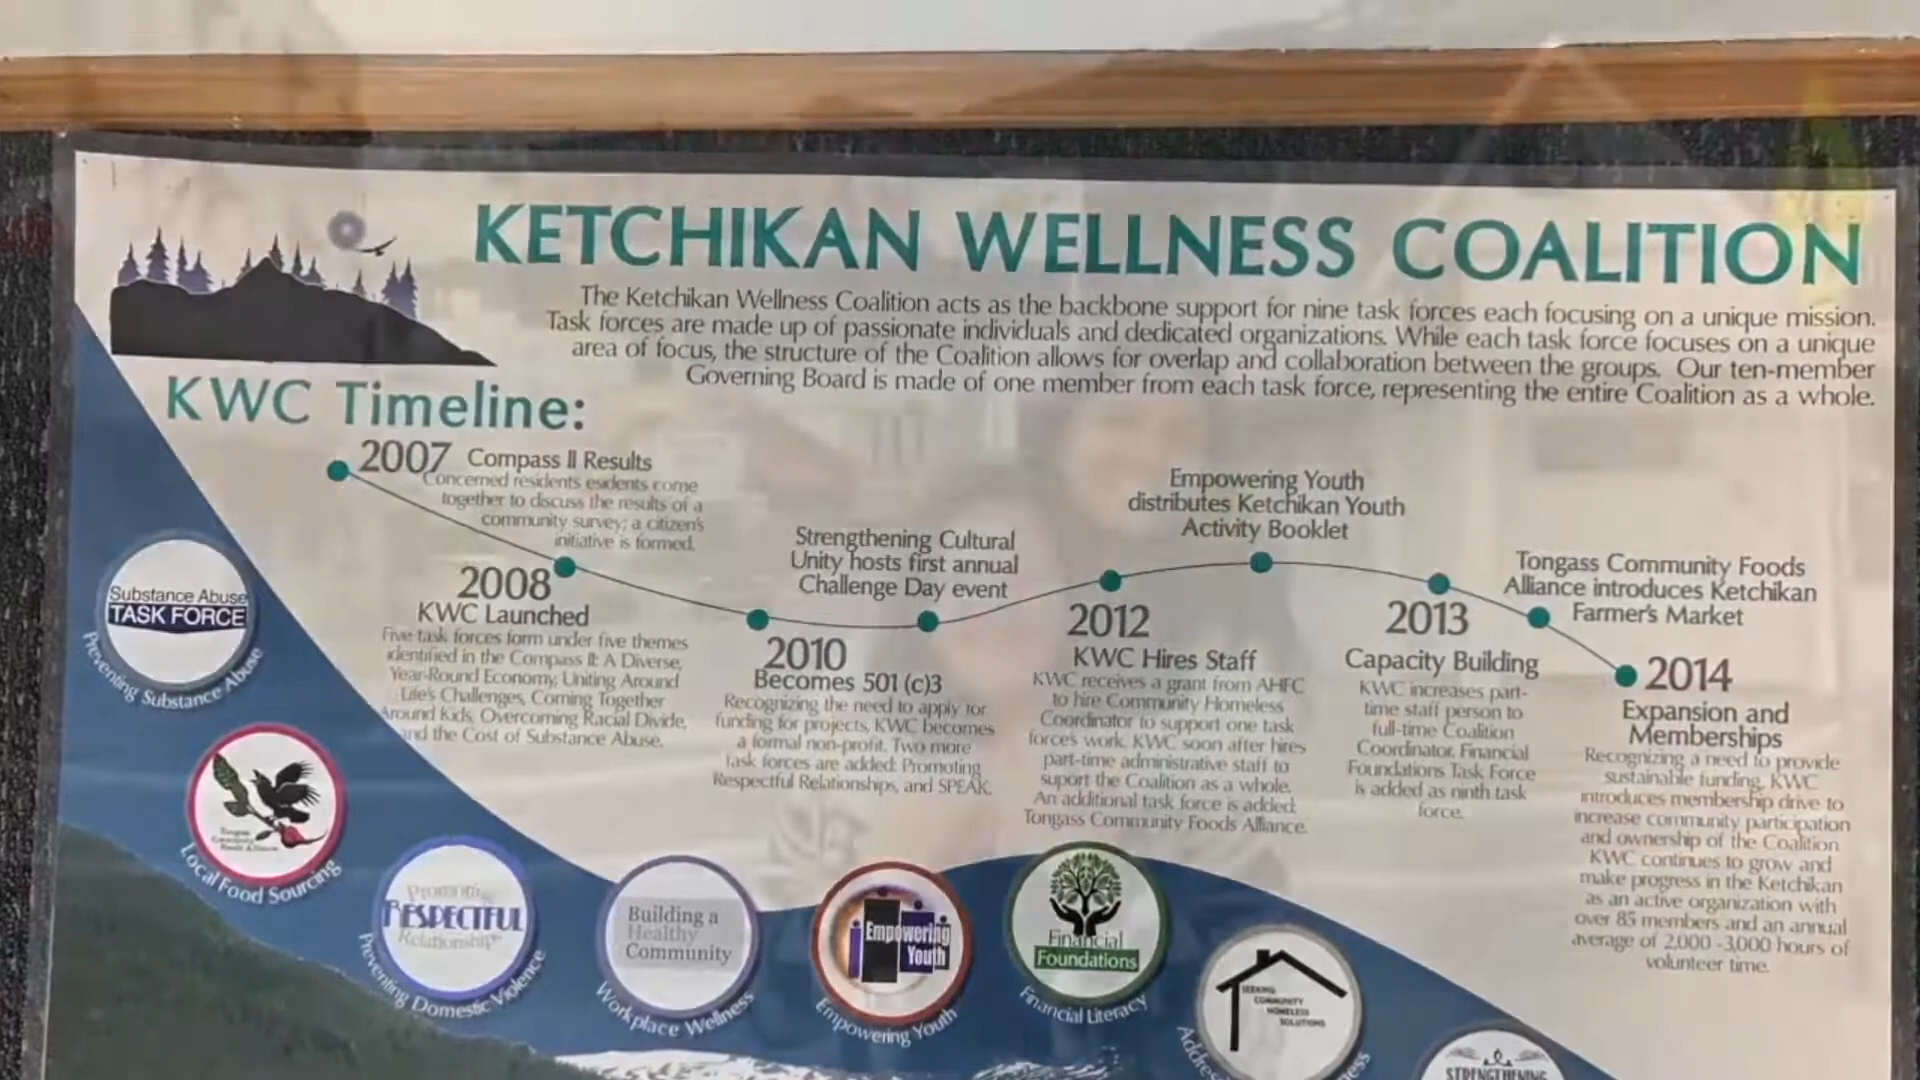 KETCHIKAN WELLNESS COALITION
The Ketchikan Wellness Coalition acts as the backbone support for nine task forces each focusing on a unique mission.
Task forces are made up of passionate individuals and dedicated organizations. While each task force focuses on a unique
area of focus, the structure of the Coalition allows for overlap and collaboration between the groups. Our ten-member
Governing Board is made of one member from each task force, representing the entire Coalition as a whole.
KWC Timeline:
2007 Compass II Results
Concerned residents esidents come
together to discuss the results of a
community survey; a citizen's
initiative is formed.
2008
KWC Launched
Five task forces form under five themes
identified in the Compass II: A Diverse,
Year-Round Economy, Uniting Around
Life's Challenges, Coming Together
Around Kids, Overcoming Racial Divide,
and the Cost of Substance Abuse.
2010
Becomes 501 (c)3
Recognizing the need to apply for
funding for projects, KWC becomes
a formal non-profit. Two more
task forces are added: Promoting
Respectful Relationships, and SPEAK.
Strengthening Cultural
Unity hosts first annual
Challenge Day event
2012
KWC Hires Staff
KWC receives a grant from AHFC
to hire Community Homeless
Coordinator to support one task
force's work. KWC soon after hires
part-time administrative staff to
suport the Coalition as a whole.
An additional task force is added:
Tongass Community Foods Alliance.
Empowering Youth
distributes Ketchikan Youth
Activity Booklet
2013
Capacity Building
KWC increases part-
time staff person to
full-time Coalition
Coordinator. Financial
Foundations Task Force
is added as ninth task
force.
Tongass Community Foods
Alliance introduces Ketchikan
Farmer's Market
2014
Expansion and
Memberships
Recognizing a need to provide
sustainable funding, KWC
introduces membership drive to
increase community participation
and ownership of the Coalition
KWC continues to grow and
make progress in the Ketchikan
as an active organization with
over 85 members and an annual
average of 2,000 -3,000 hours of
volunteer time.
Substance Abuse
TASK FORCE
Preventing Substance Abuse
Tongass
Community
Foods Alliance
Local Food Sourcing
Promoting
RESPECTFUL
Relationships
Preventing Domestic Violence
Building a
Healthy
Community
Workplace Wellness
Empowering
Youth
Empowering Youth
Financial
Foundations
Financial Literacy
SEEKING
COMMUNITY
HOMELESS
SOLUTIONS
STRENGTHENING